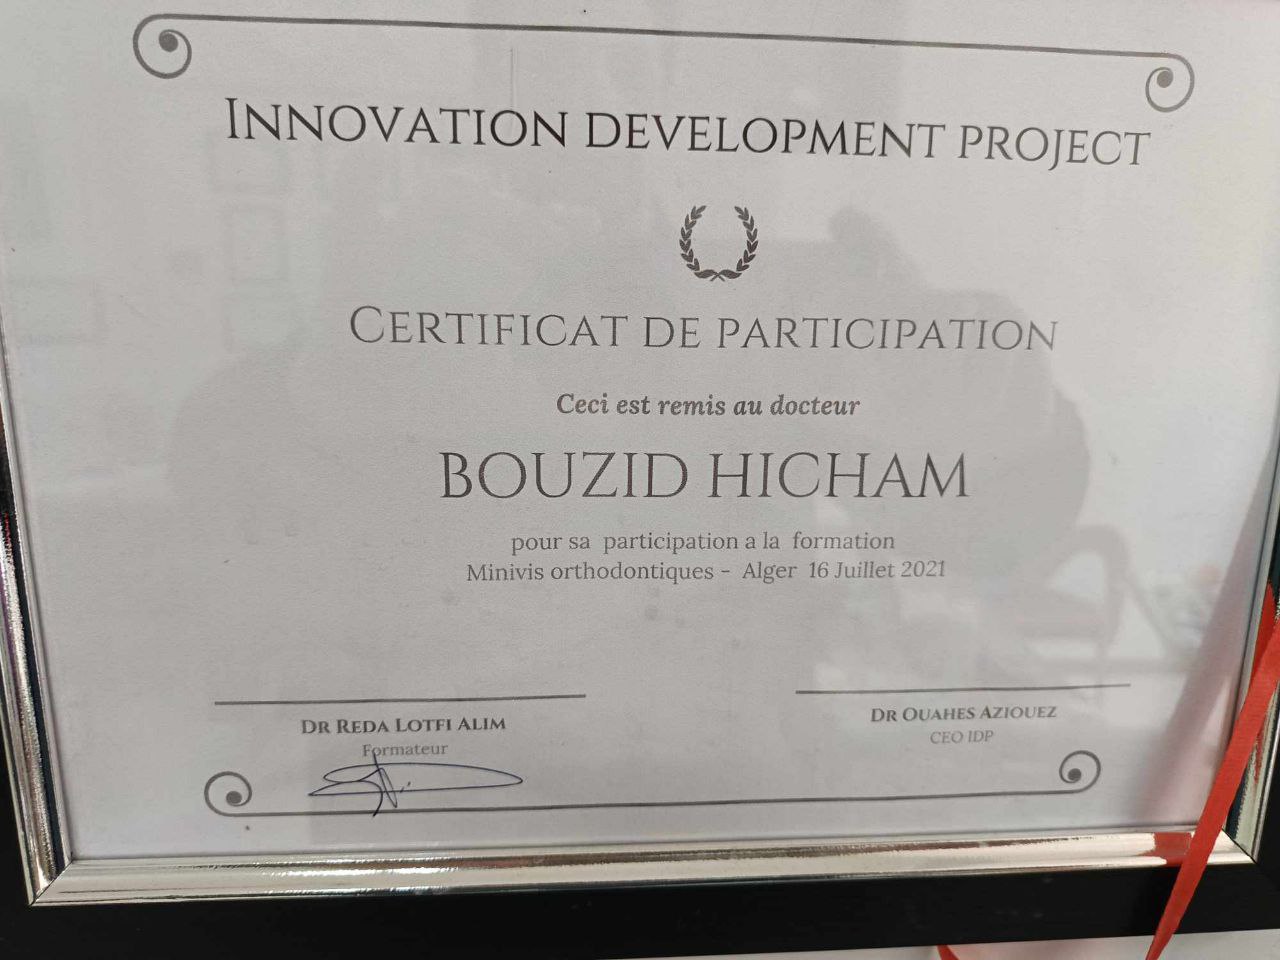 INNOVATION DEVELOPMENT PROJECT
CERTIFICAT DE PARTICIPATION
Ceci est remis au docteur
BOUZID HICHAM
pour sa participation a la formation
Minivis orthodontiques - Alger 16 Juillet 2021
DR REDA LOTFI ALIM
Formateur
DR OUAHES AZIOUEZ
CEO IDP